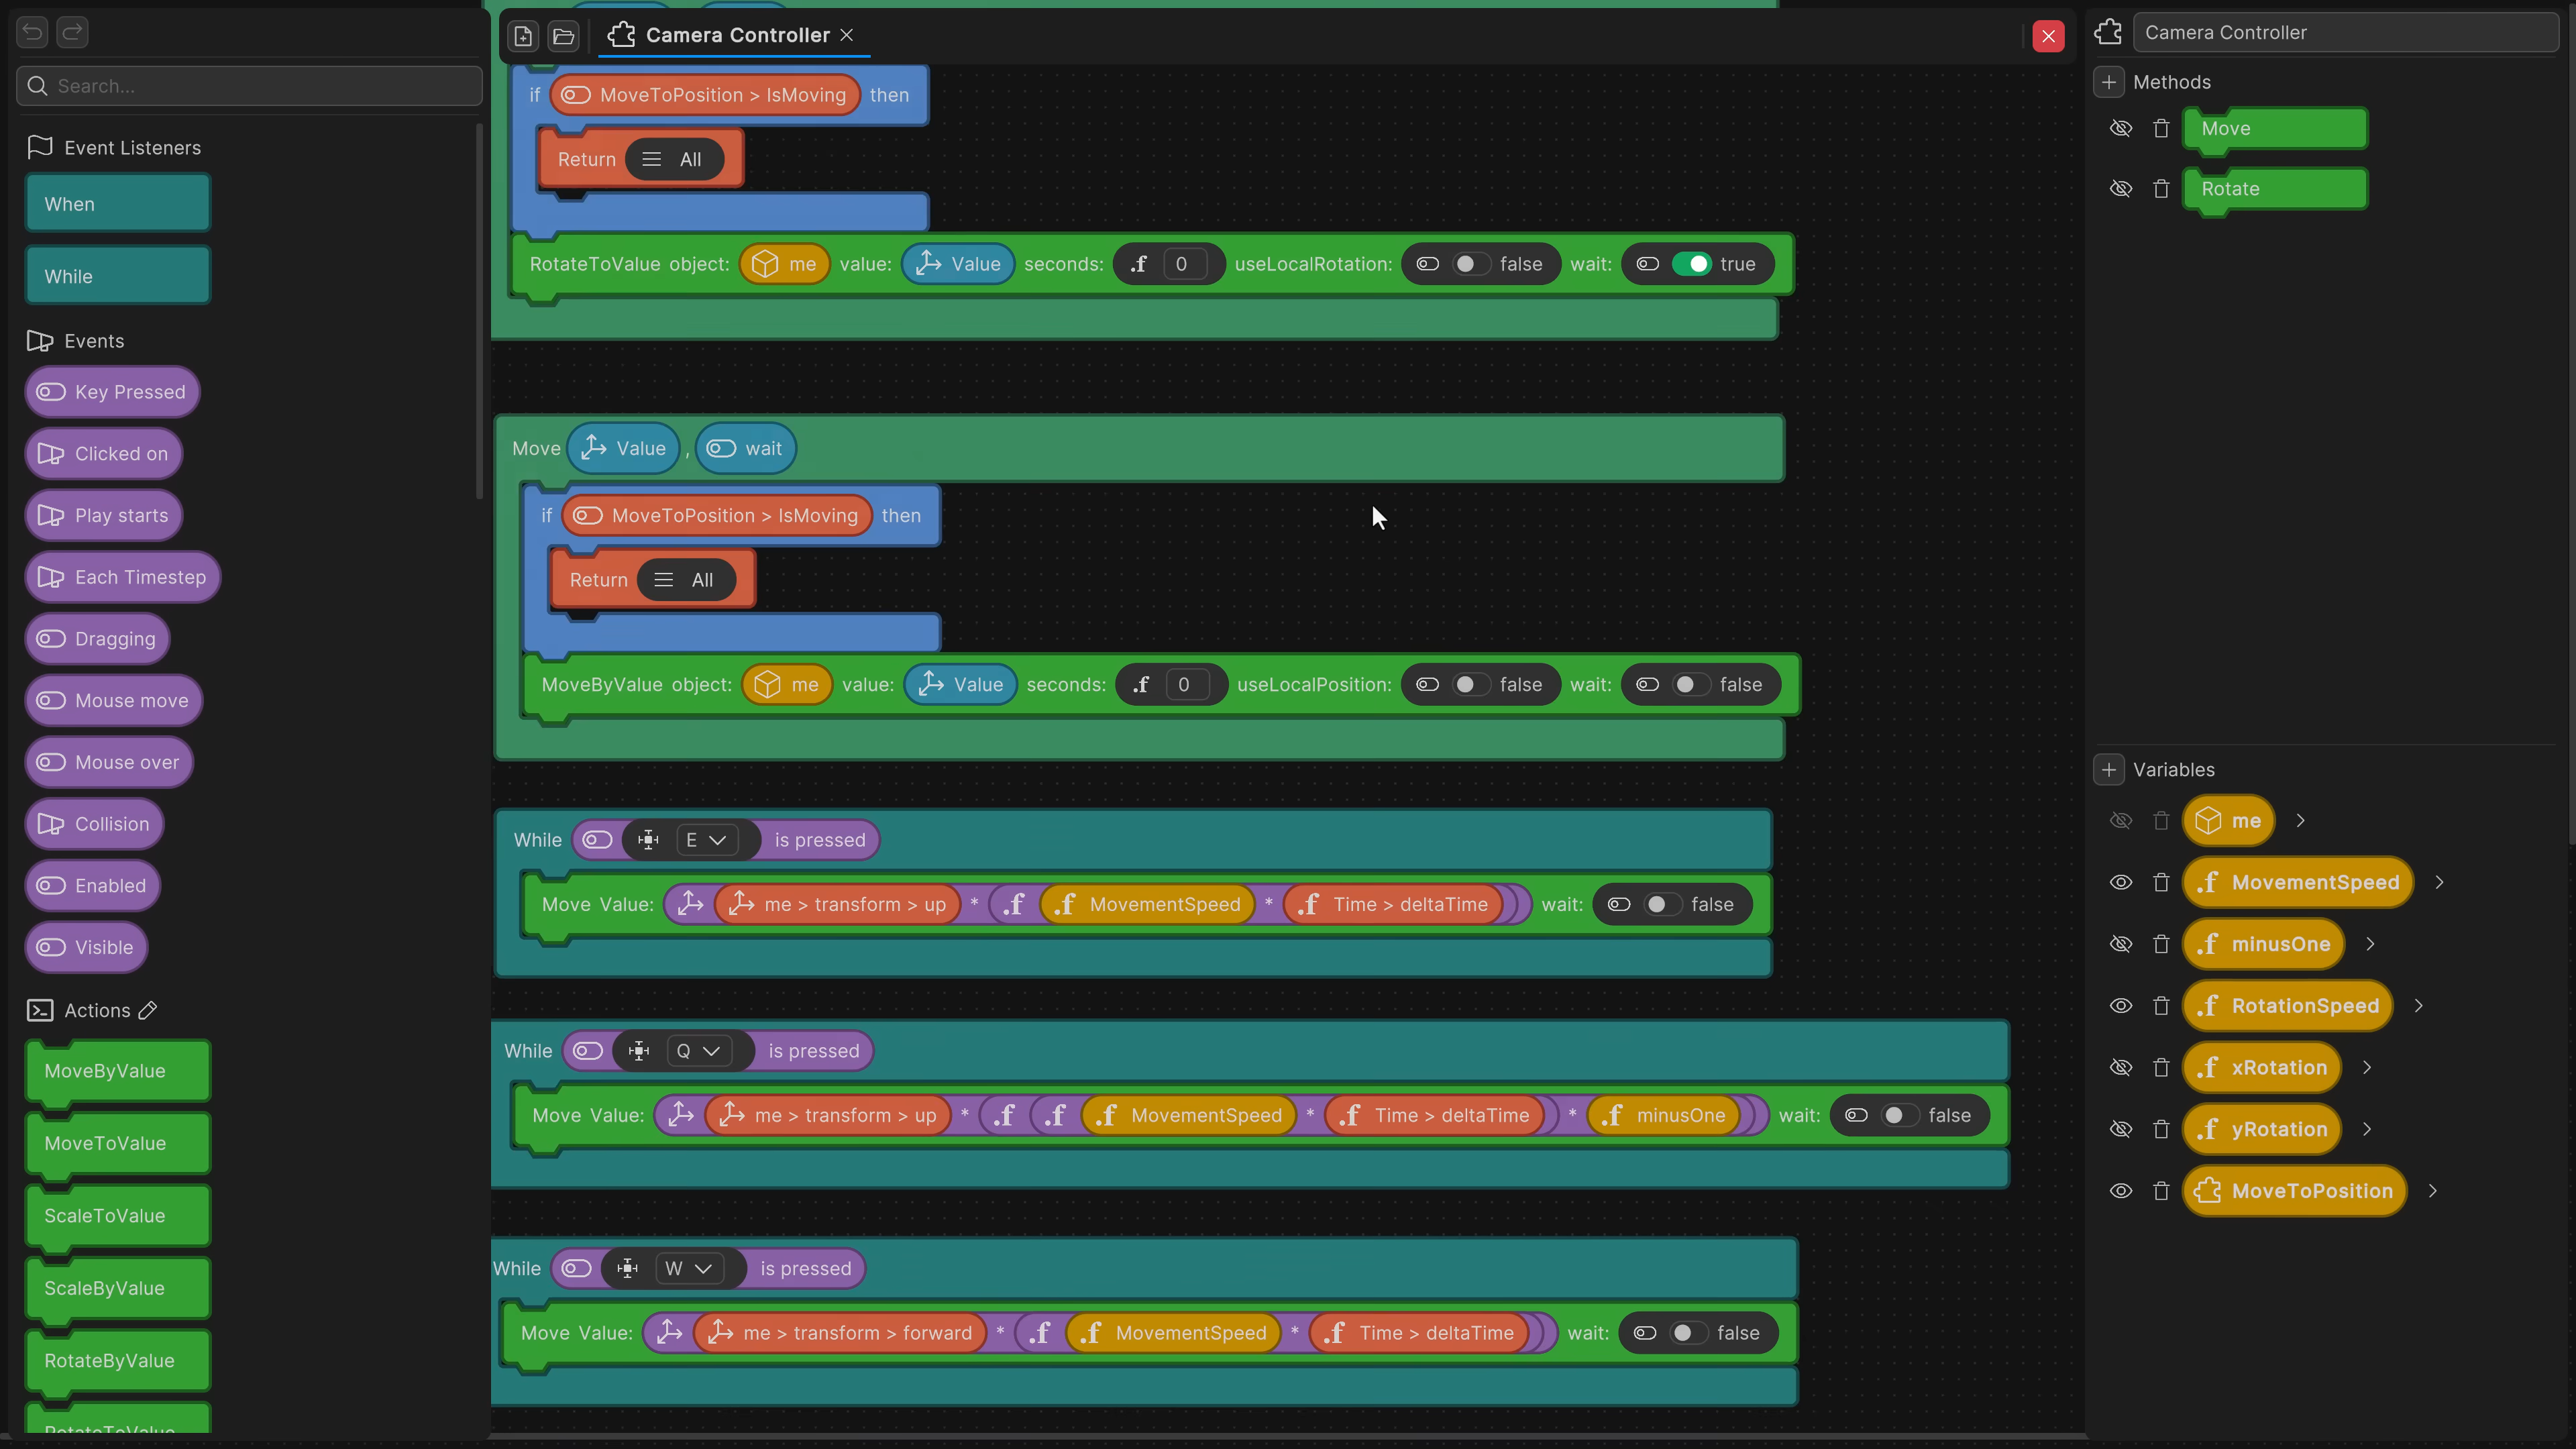 Search...
Event Listeners
When
While
Events
Key Pressed
Clicked on
Play starts
Each Timestep
Dragging
Mouse move
Mouse over
Collision
Enabled
Visible
Actions
MoveByValue
MoveToValue
ScaleToValue
ScaleByValue
RotateByValue
RotateToValue
Camera Controller
if MoveToPosition > IsMoving then
Return All
RotateToValue object: me value: Value seconds: .f 0 useLocalRotation: false wait: true
Move Value , wait
if MoveToPosition > IsMoving then
Return All
MoveByValue object: me value: Value seconds: .f 0 useLocalPosition: false wait: false
While E is pressed
Move Value: me > transform > up * .f .f MovementSpeed * .f Time > deltaTime wait: false
While Q is pressed
Move Value: me > transform > up * .f .f .f MovementSpeed * .f Time > deltaTime * .f minusOne wait: false
While W is pressed
Move Value: me > transform > forward * .f .f MovementSpeed * .f Time > deltaTime wait: false
Camera Controller
Methods
Move
Rotate
Variables
me
.f MovementSpeed
.f minusOne
.f RotationSpeed
.f xRotation
.f yRotation
MoveToPosition